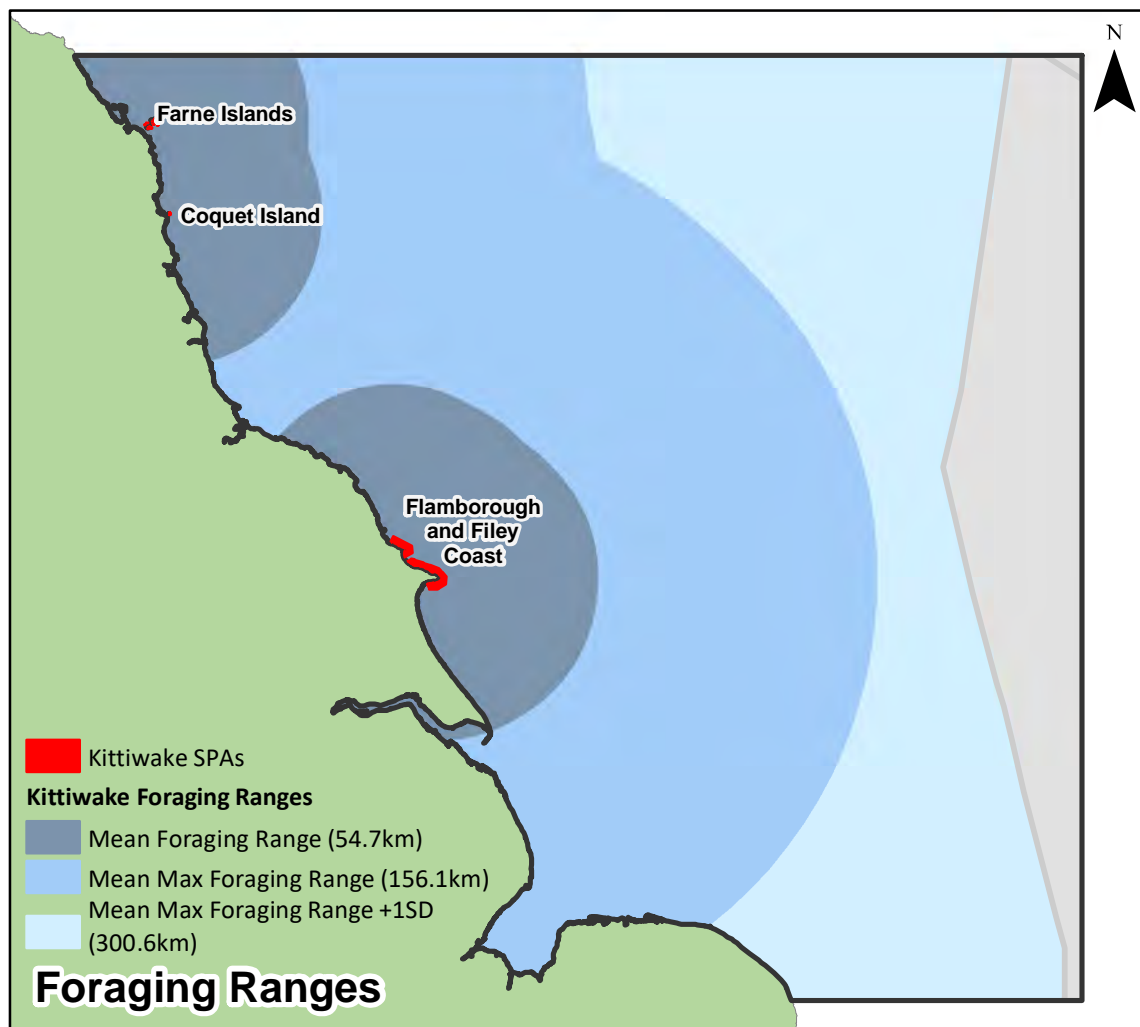 N
Farne Islands
Coquet Island
Flamborough
and Filey
Coast
Kittiwake SPAs
Kittiwake Foraging Ranges
Mean Foraging Range (54.7km)
Mean Max Foraging Range (156.1km)
Mean Max Foraging Range +1SD
(300.6km)
Foraging Ranges